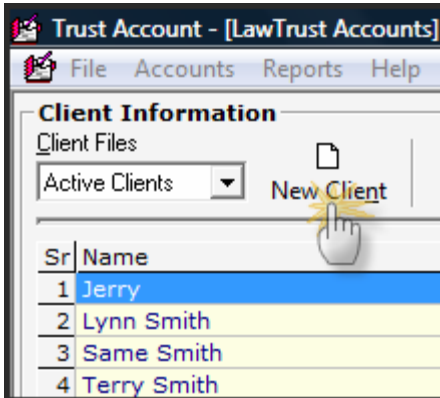 Trust Account - [LawTrust Accounts]
File Accounts Reports Help
Client Information
Client Files
Active Clients
New Client
Sr Name
1 Jerry
2 Lynn Smith
3 Same Smith
4 Terry Smith